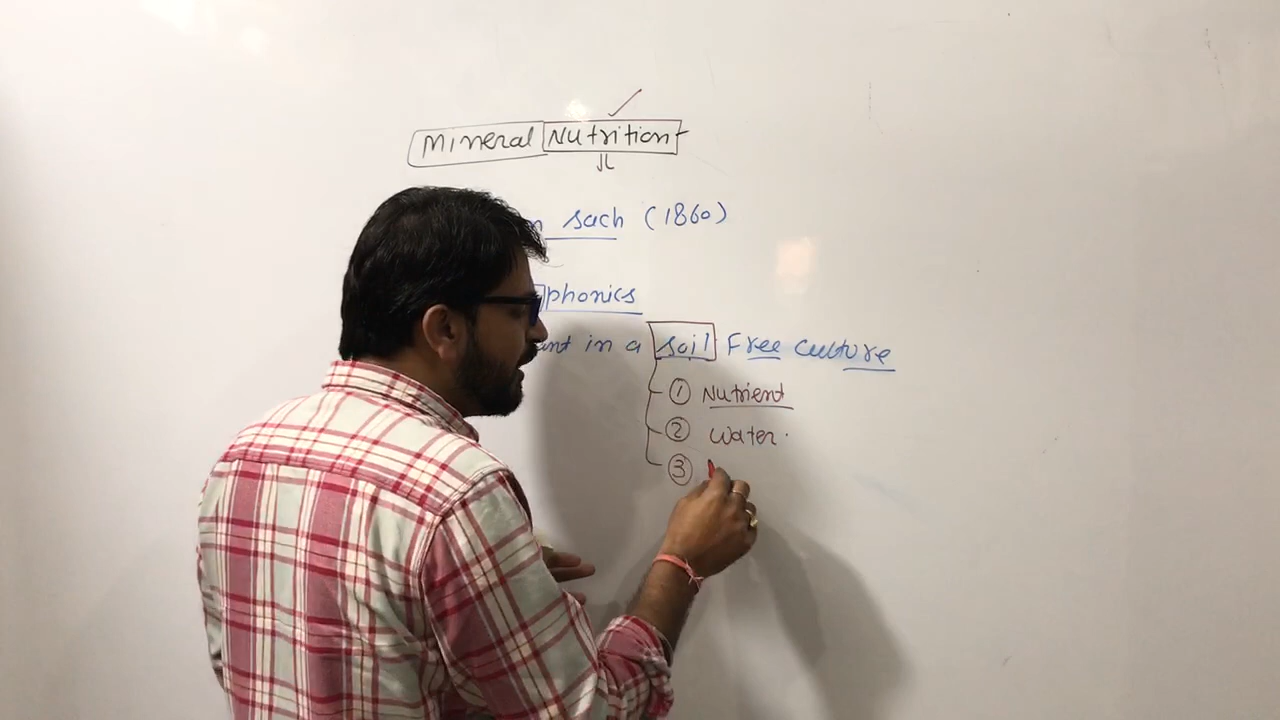 Mineral Nutrition
sach (1860)
phonics
in a soil Free culture
① Nutrient
② water.
③